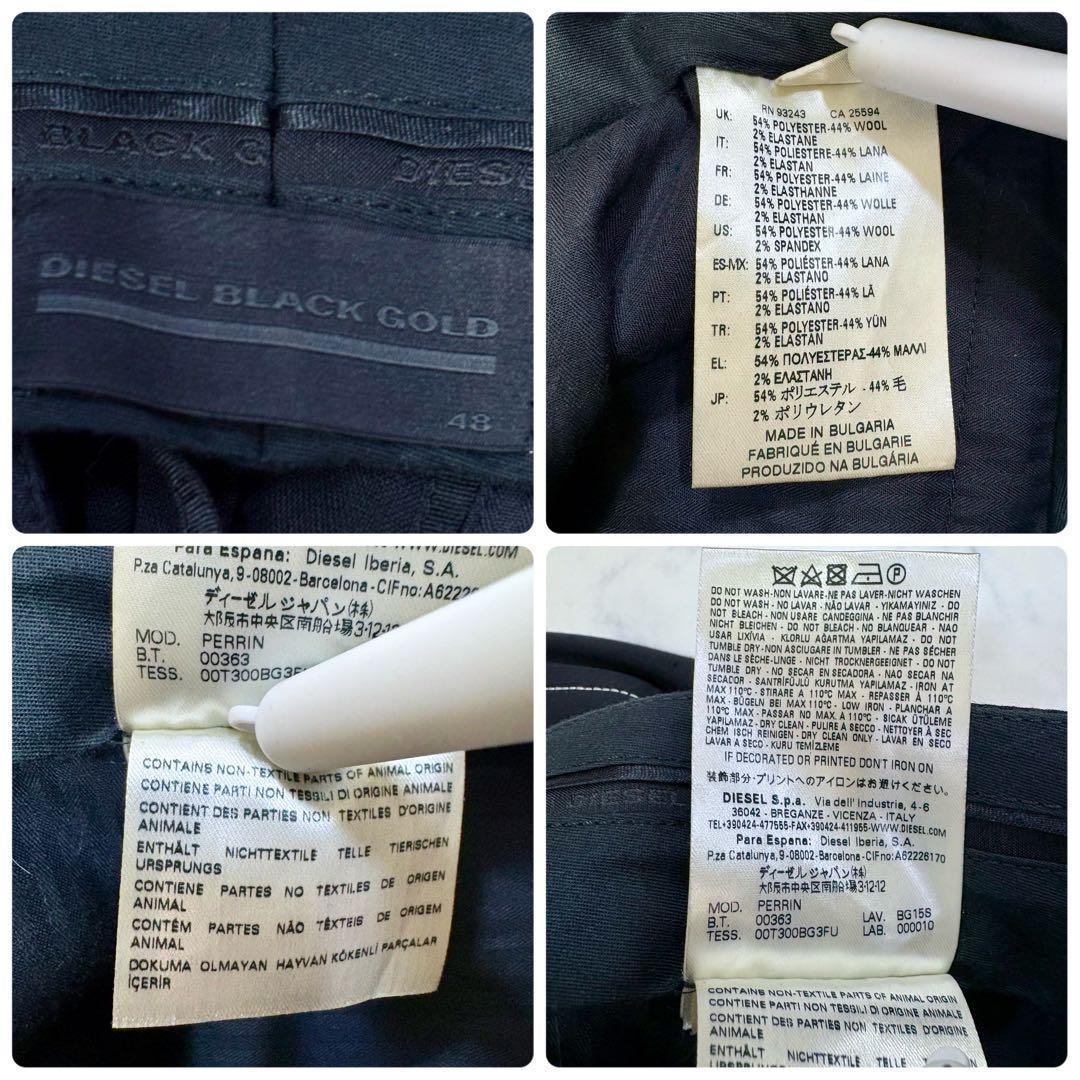 BLACK G
DIESE
DIESEL BLACK GOLD
48
RN 93243 CA 25594
UK: 54% POLYESTER-44% WOOL
2% ELASTANE
IT: 54% POLIESTERE-44% LANA
2% ELASTAN
FR: 54% POLYESTER-44% LAINE
2% ELASTHANNE
DE: 54% POLYESTER-44% WOLLE
2% ELASTHAN
US: 54% POLYESTER-44% WOOL
2% SPANDEX
ES-MX: 54% POLIÉSTER-44% LANA
2% ELASTANO
PT: 54% POLIÉSTER-44% LÃ
2% ELASTANO
TR: 54% POLYESTER-44% YÜN
2% ELASTAN
EL: 54% ΠΟΛΥΕΣΤΕΡΑΣ-44% ΜΑΛΛΙ
2% ΕΛΑΣΤΑΝΗ
JP: 54% ポリエステル - 44% 毛
2% ポリウレタン
MADE IN BULGARIA
FABRIQUÉ EN BULGARIE
PRODUZIDO NA BULGÁRIA
WWW.DIESEL.COM
Para Espana: Diesel Iberia, S.A.
P.za Catalunya,9-08002-Barcelona-CIFno:A6222
ディーゼル ジャパン(株)
大阪市中央区南船場3-12-12
MOD. PERRIN
B.T. 00363
TESS. 00T300BG3FU
CONTAINS NON-TEXTILE PARTS OF ANIMAL ORIGIN
CONTIENE PARTI NON TESSILI DI ORIGINE ANIMALE
CONTIENT DES PARTIES NON TEXTILES D'ORIGINE
ANIMALE
ENTHÄLT NICHTTEXTILE TEILE TIERISCHEN
URSPRUNGS
CONTIENE PARTES NO TEXTILES DE ORIGEN
ANIMAL
CONTÉM PARTES NÃO TÊXTEIS DE ORIGEM
ANIMAL
DOKUMA OLMAYAN HAYVAN KÖKENLİ PARÇALAR
İÇERİR
DO NOT WASH-NON LAVARE-NE PAS LAVER-NICHT WASCHEN
DO NOT WASH-NO LAVAR - NÃO LAVAR - YIKAMAYINIZ - DO
NOT BLEACH - NON USARE CANDEGGINA - NE PAS BLANCHIR
NICHT BLEICHEN - DO NOT BLEACH - NO BLANQUEAR - NAO
USAR LIXÍVIA - KLORLU AĞARTMA YAPILAMAZ - DO NOT
TUMBLE DRY-NON ASCIUGARE IN TUMBLER - NE PAS SÉCHER
DANS LE SÈCHE-LINGE - NICHT TROCKNERGEEIGNET - DO NOT
TUMBLE DRY - NO SECAR EN SECADORA - NAO SECAR NA
SECADOR - SANTRİFÜJLÜ KURUTMA YAPILAMAZ - IRON AT
MAX 110°C - STIRARE A 110°C MAX - REPASSER À 110°C
MAX - BÜGELN BEI MAX 110°C - LOW IRON - PLANCHAR A
110°C MAX - PASSAR NO MAX. A 110°C - SICAK ÜTÜLEME
YAPILAMAZ - DRY CLEAN - PULIRE A SECCO - NETTOYER À SEC
CHEM ISCH REINIGEN - DRY CLEAN ONLY - LAVAR EN SECO
LAVAR A SECO - KURU TEMİZLEME
IF DECORATED OR PRINTED DON'T IRON ON
装飾部分・プリントへのアイロンはお避けください。
DIESEL S.p.a. Via dell' Industria, 4-6
36042 - BREGANZE - VICENZA - ITALY
TEL+390424-477555-FAX+390424-411955-WWW.DIESEL.COM
Para Espana: Diesel Iberia, S.A.
P.za Catalunya,9-08002-Barcelona-CIFno:A62226170
ディーゼル ジャパン(株)
大阪市中央区南船場3-12-12
MOD. PERRIN
B.T. 00363 LAV. BG15S
TESS. 00T300BG3FU LAB. 000010
CONTAINS NON-TEXTILE PARTS OF ANIMAL ORIGIN
CONTIENE PARTI NON TESSILI DI ORIGINE ANIMALE
CONTIENT DES PARTIES NON TEXTILES D'ORIGINE
ANIMALE
ENTHÄLT NICHTTEXTILE TELLE